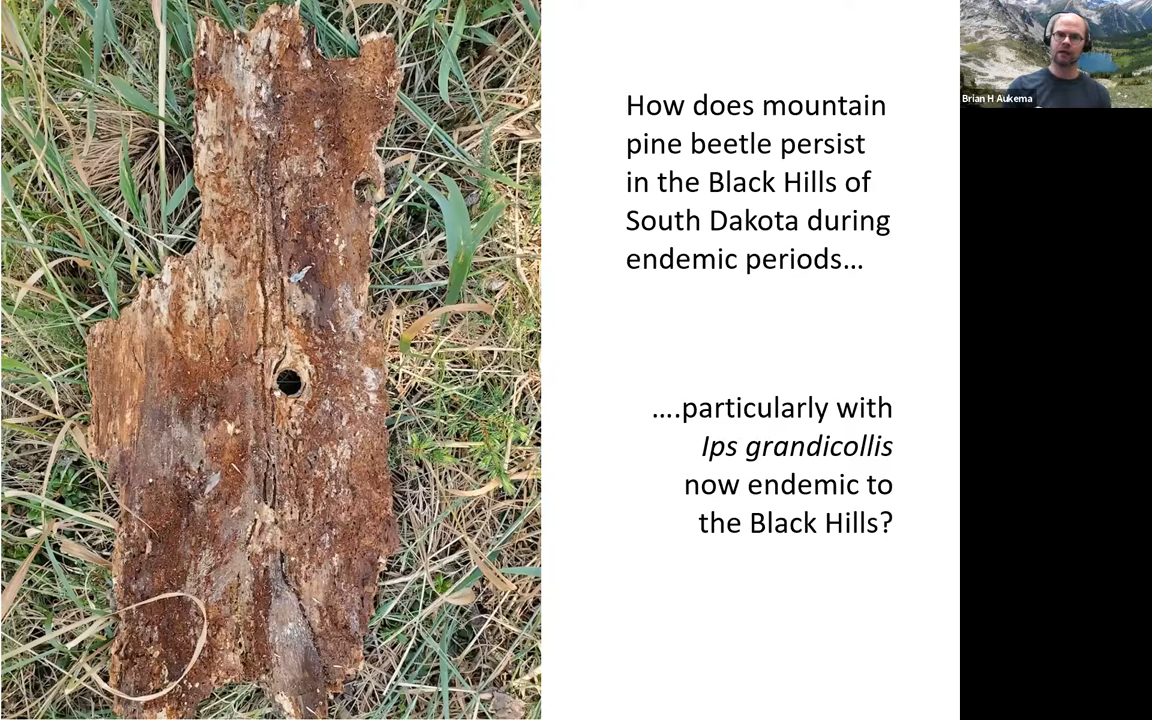 How does mountain
pine beetle persist
in the Black Hills of
South Dakota during
endemic periods…
….particularly with
Ips grandicollis
now endemic to
the Black Hills?
Brian H Aukema